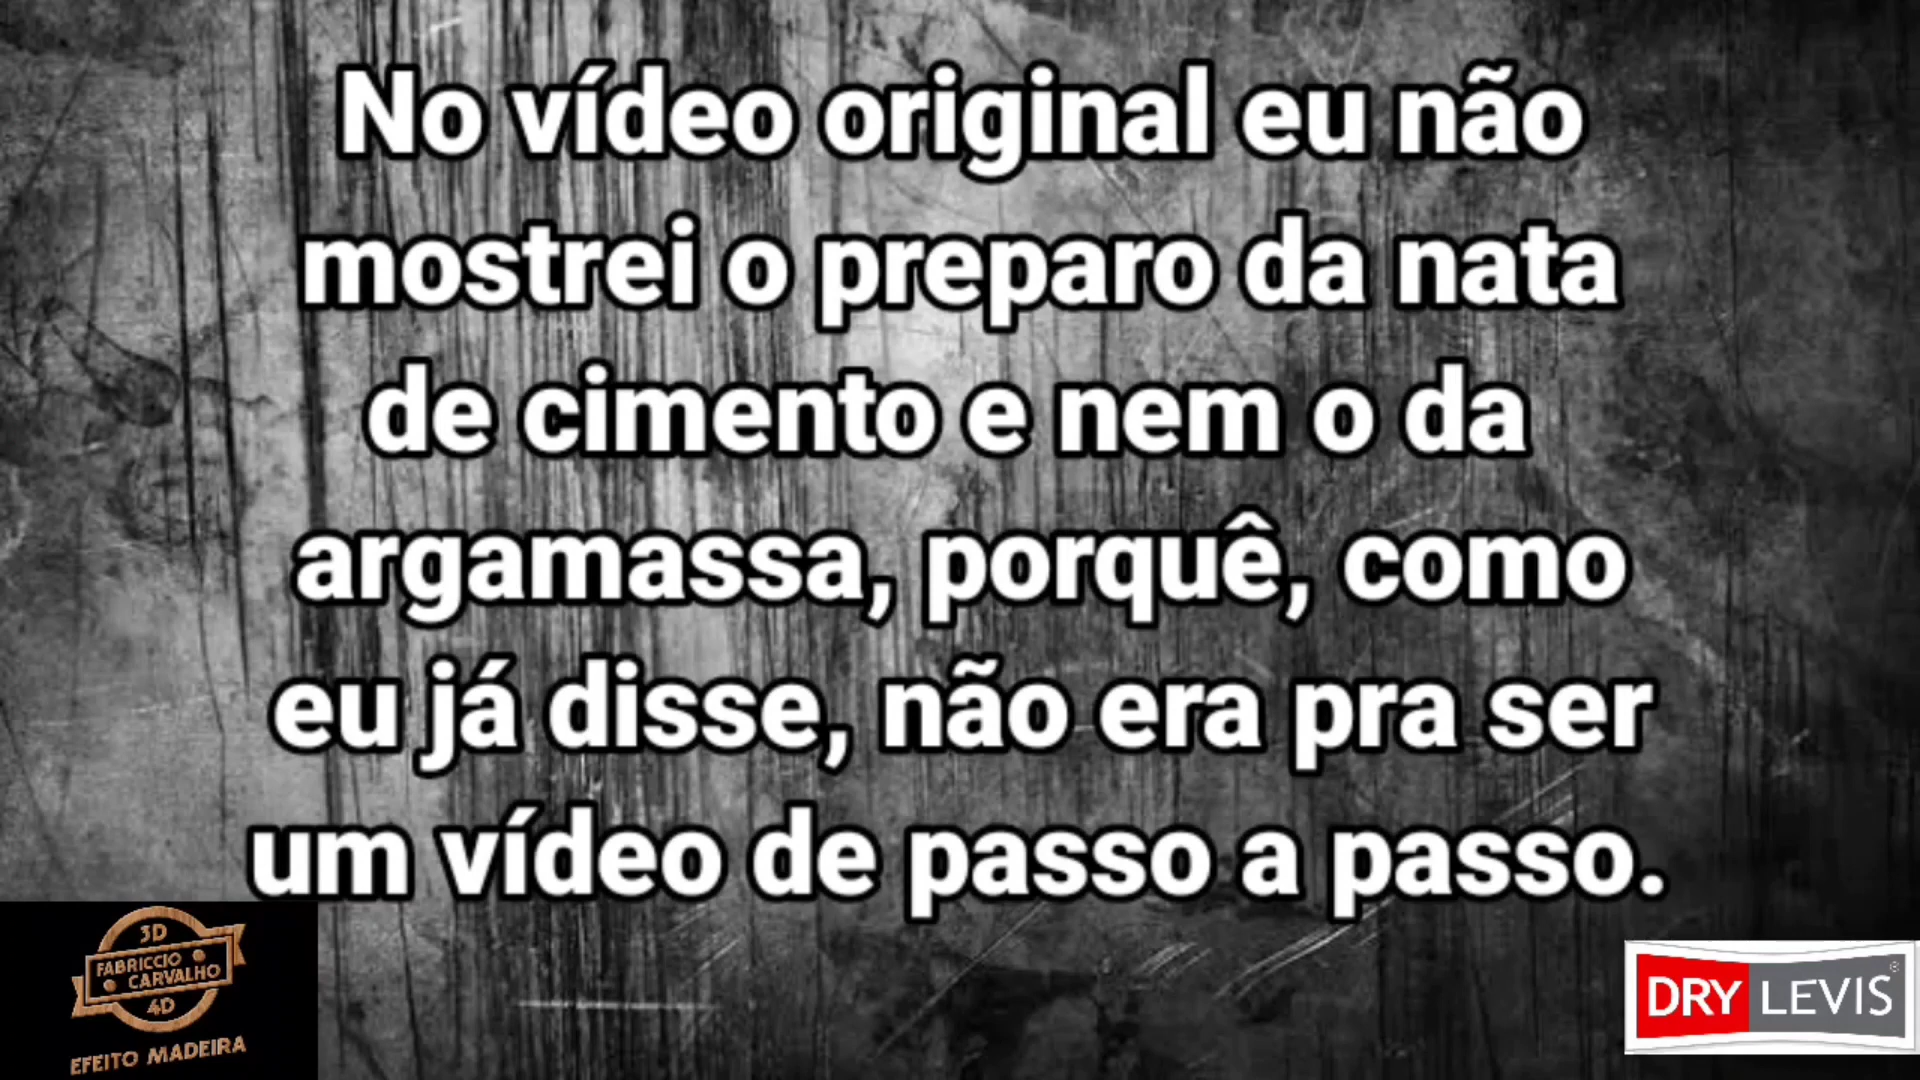 No vídeo original eu não
mostrei o preparo da nata
de cimento e nem o da
argamassa, porquê, como
eu já disse, não era pra ser
um vídeo de passo a passo.
3D
FABRICCIO
CARVALHO
4D
EFEITO MADEIRA
DRY LEVIS®